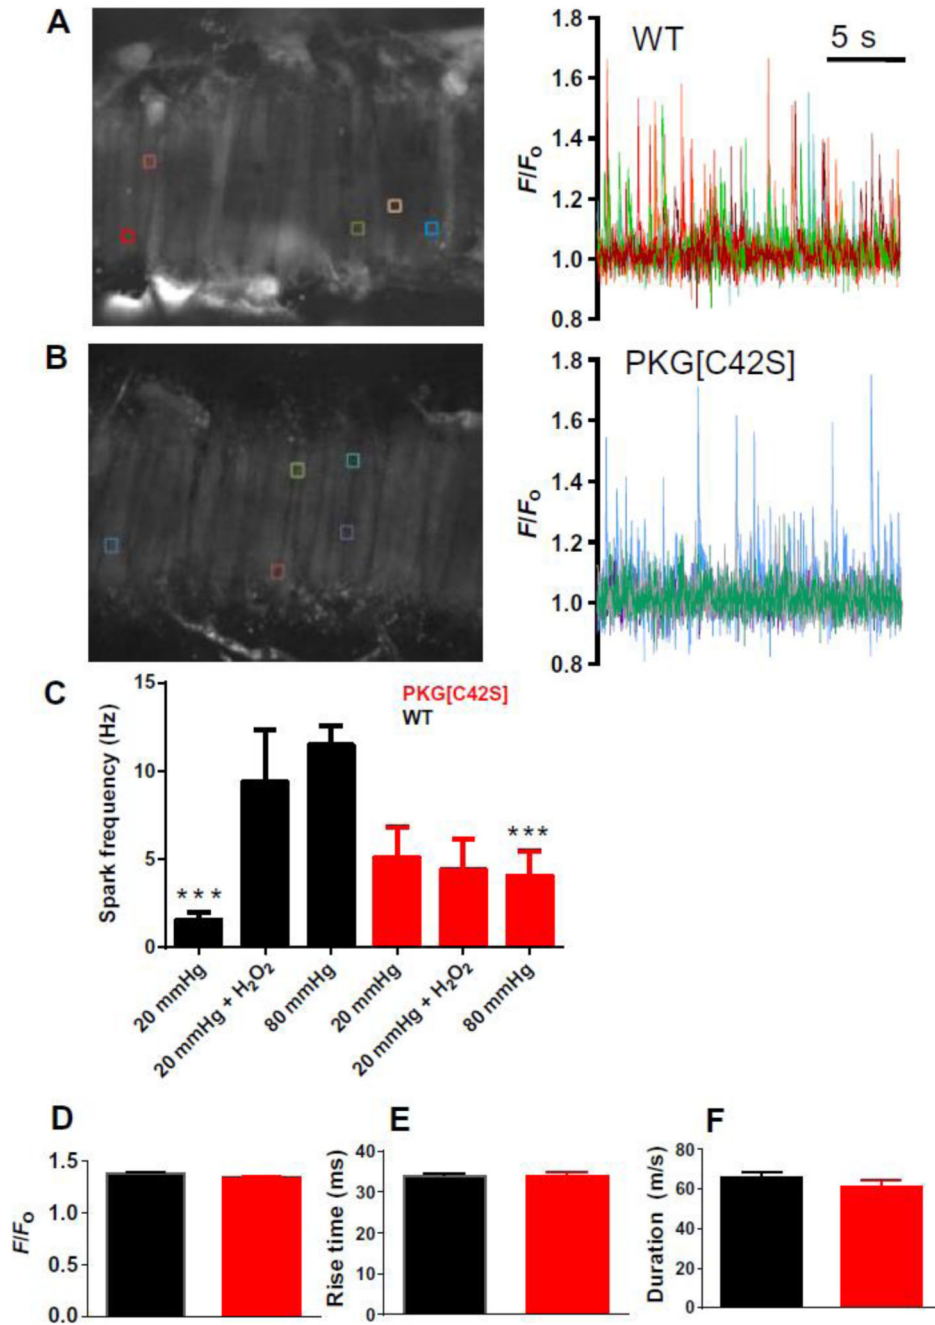 A
WT
5 s
1.8
1.6
1.4
1.2
1.0
0.8
F/Fo
B
PKG[C42S]
1.8
1.6
1.4
1.2
1.0
0.8
F/Fo
C
PKG[C42S]
WT
Spark frequency (Hz)
15
10
5
0
***
***
20 mmHg
20 mmHg + H₂O₂
80 mmHg
20 mmHg
20 mmHg + H₂O₂
80 mmHg
D
F/Fo
1.5
1.0
0.5
0.0
E
Rise time (ms)
40
30
20
10
0
F
Duration (m/s)
80
60
40
20
0